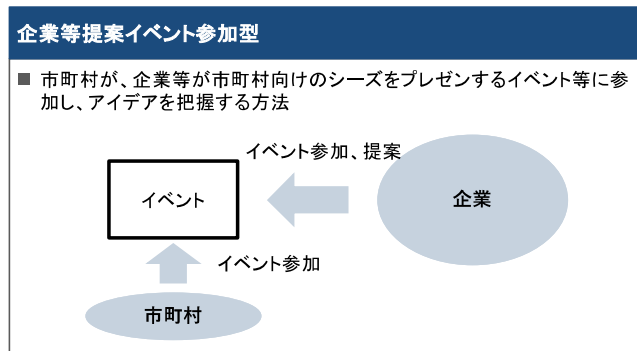 企業等提案イベント参加型
■ 市町村が、企業等が市町村向けのシーズをプレゼンするイベント等に参
加し、アイデアを把握する方法
イベント参加、提案
イベント
企業
イベント参加
市町村